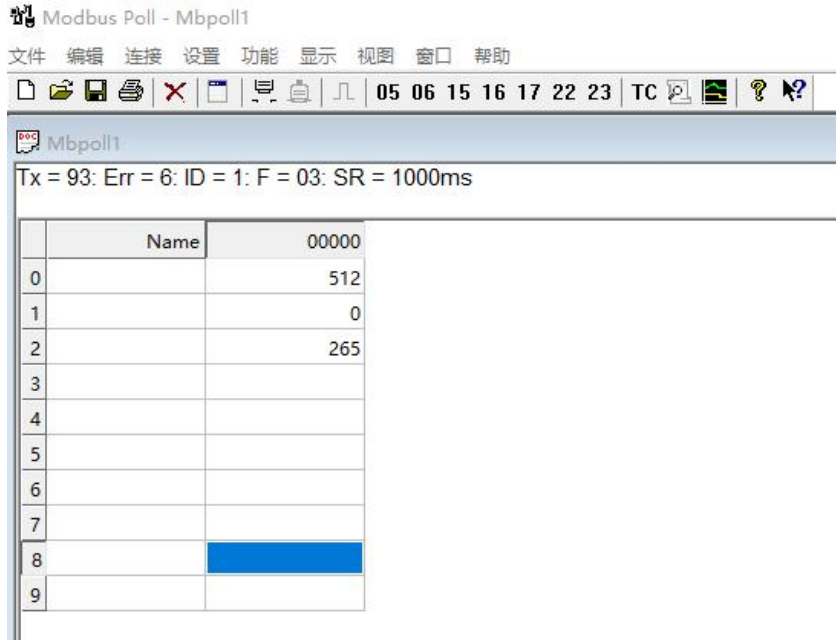 Modbus Poll - Mbpoll1
文件 编辑 连接 设置 功能 显示 视图 窗口 帮助
05 06 15 16 17 22 23 TC
Mbpoll1
Tx = 93: Err = 6: ID = 1: F = 03: SR = 1000ms
Name 00000
0 512
1 0
2 265
3
4
5
6
7
8
9